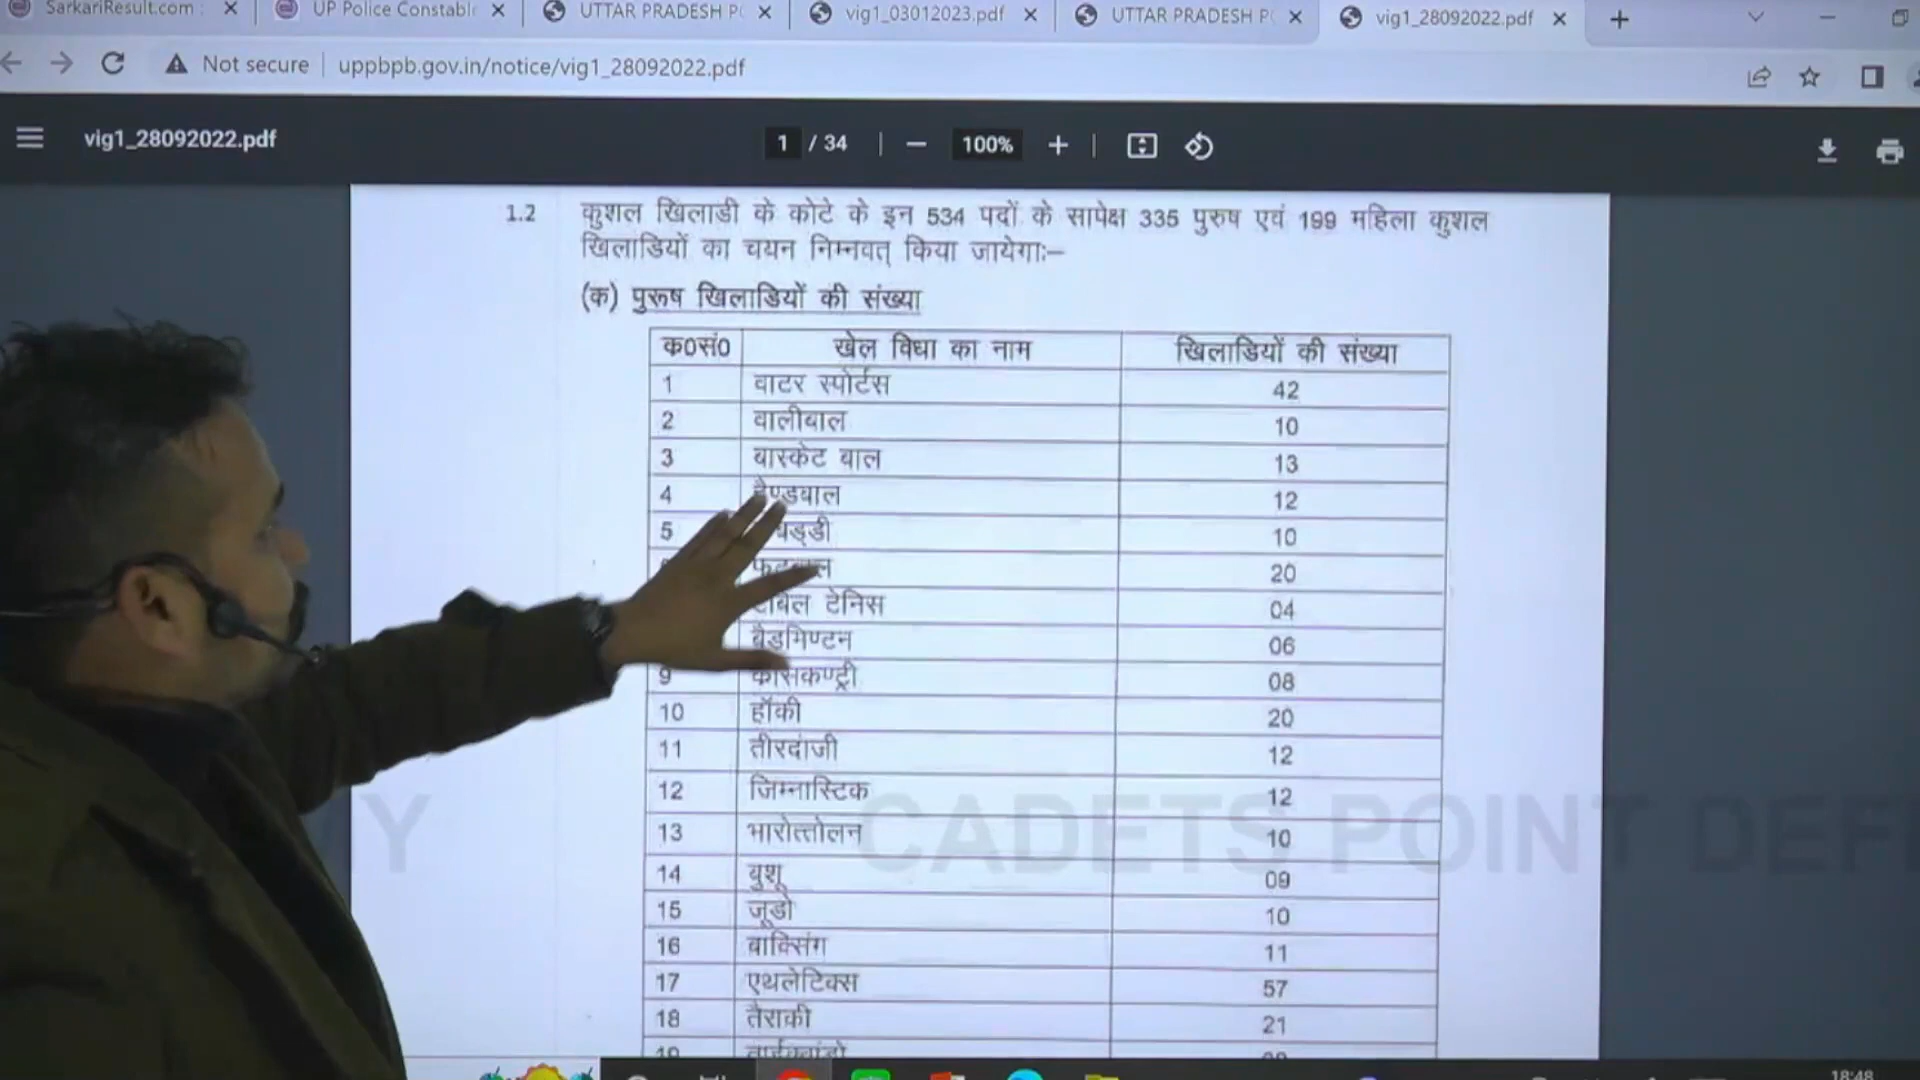 SarkariResult.com :
UP Police Constabl
UTTAR PRADESH P
vig1_03012023.pdf
UTTAR PRADESH P
vig1_28092022.pdf
Not secure
uppbpb.gov.in/notice/vig1_28092022.pdf
vig1_28092022.pdf
1 / 34
100%
1.2 कुशल खिलाडी के कोटे के इन 534 पदों के सापेक्ष 335 पुरुष एवं 199 महिला कुशल
खिलाडियों का चयन निम्नवत् किया जायेगाः–
(क) पुरूष खिलाडियों की संख्या
क0सं0 खेल विधा का नाम खिलाडियों की संख्या
1 वाटर स्पोर्टस 42
2 वालीबाल 10
3 बास्केट बाल 13
4 हैण्डबाल 12
5 10
20
टेनिस 04
बैडमिण्टन 06
9 08
10 हॉकी 20
11 तीरदांजी 12
12 जिम्नास्टिक 12
13 भारोत्तोलन 10
14 वुशू 09
15 जूडो 10
16 बाक्सिंग 11
17 एथलेटिक्स 57
18 तैराकी 21
CADETS POINT DEF
18:48